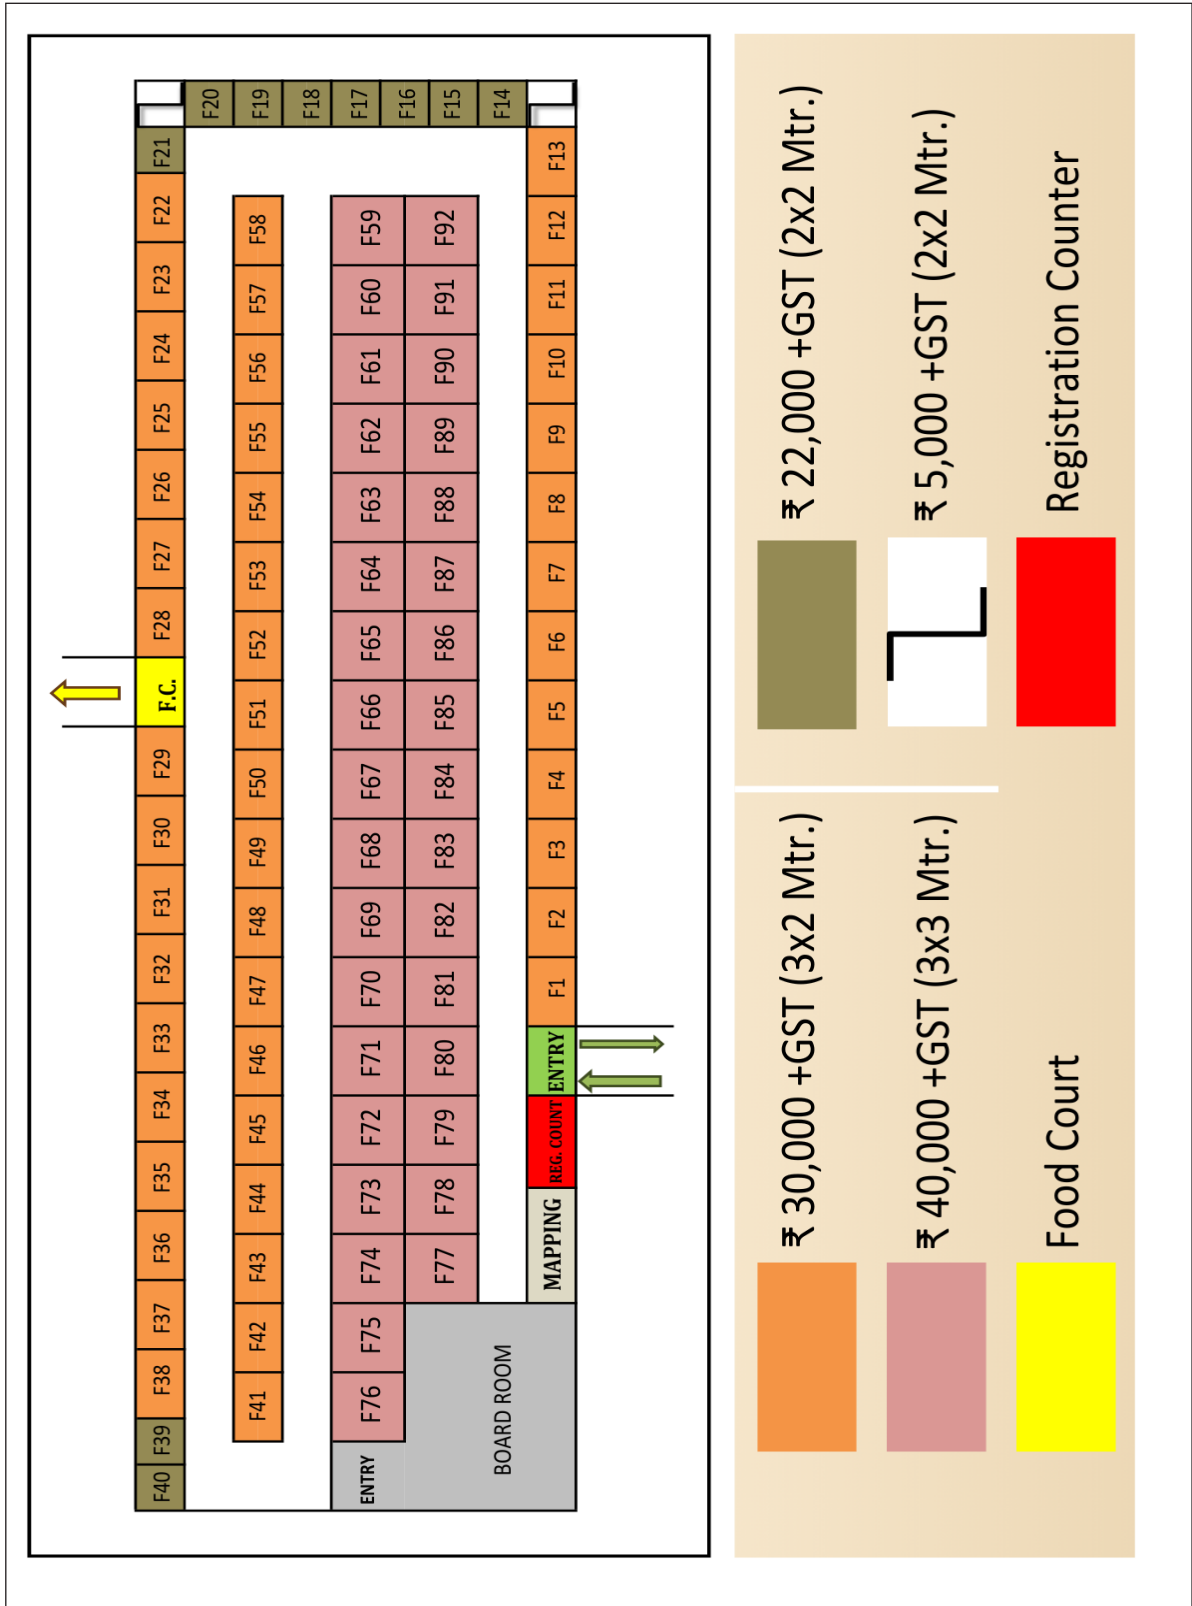 F40
F39
F38
F37
F36
F35
F34
F33
F32
F31
F30
F29
F.C.
F28
F27
F26
F25
F24
F23
F22
F21
F20
F19
F18
F17
F16
F15
F14
F41
F42
F43
F44
F45
F46
F47
F48
F49
F50
F51
F52
F53
F54
F55
F56
F57
F58
ENTRY
F76
F75
F74
F73
F72
F71
F70
F69
F68
F67
F66
F65
F64
F63
F62
F61
F60
F59
BOARD ROOM
F77
F78
F79
F80
F81
F82
F83
F84
F85
F86
F87
F88
F89
F90
F91
F92
MAPPING
REG. COUNT
ENTRY
F1
F2
F3
F4
F5
F6
F7
F8
F9
F10
F11
F12
F13
₹ 30,000 +GST (3x2 Mtr.)
₹ 22,000 +GST (2x2 Mtr.)
₹ 40,000 +GST (3x3 Mtr.)
₹ 5,000 +GST (2x2 Mtr.)
Food Court
Registration Counter